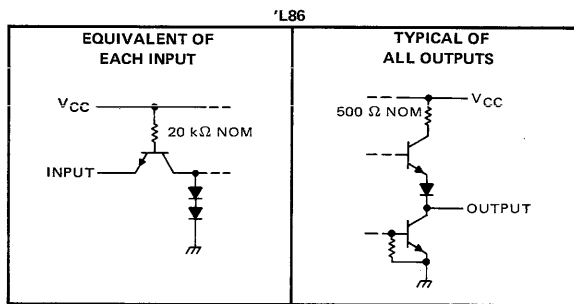 'L86
EQUIVALENT OF
EACH INPUT
VCC
20 kΩ NOM
INPUT
TYPICAL OF
ALL OUTPUTS
VCC
500 Ω NOM
OUTPUT